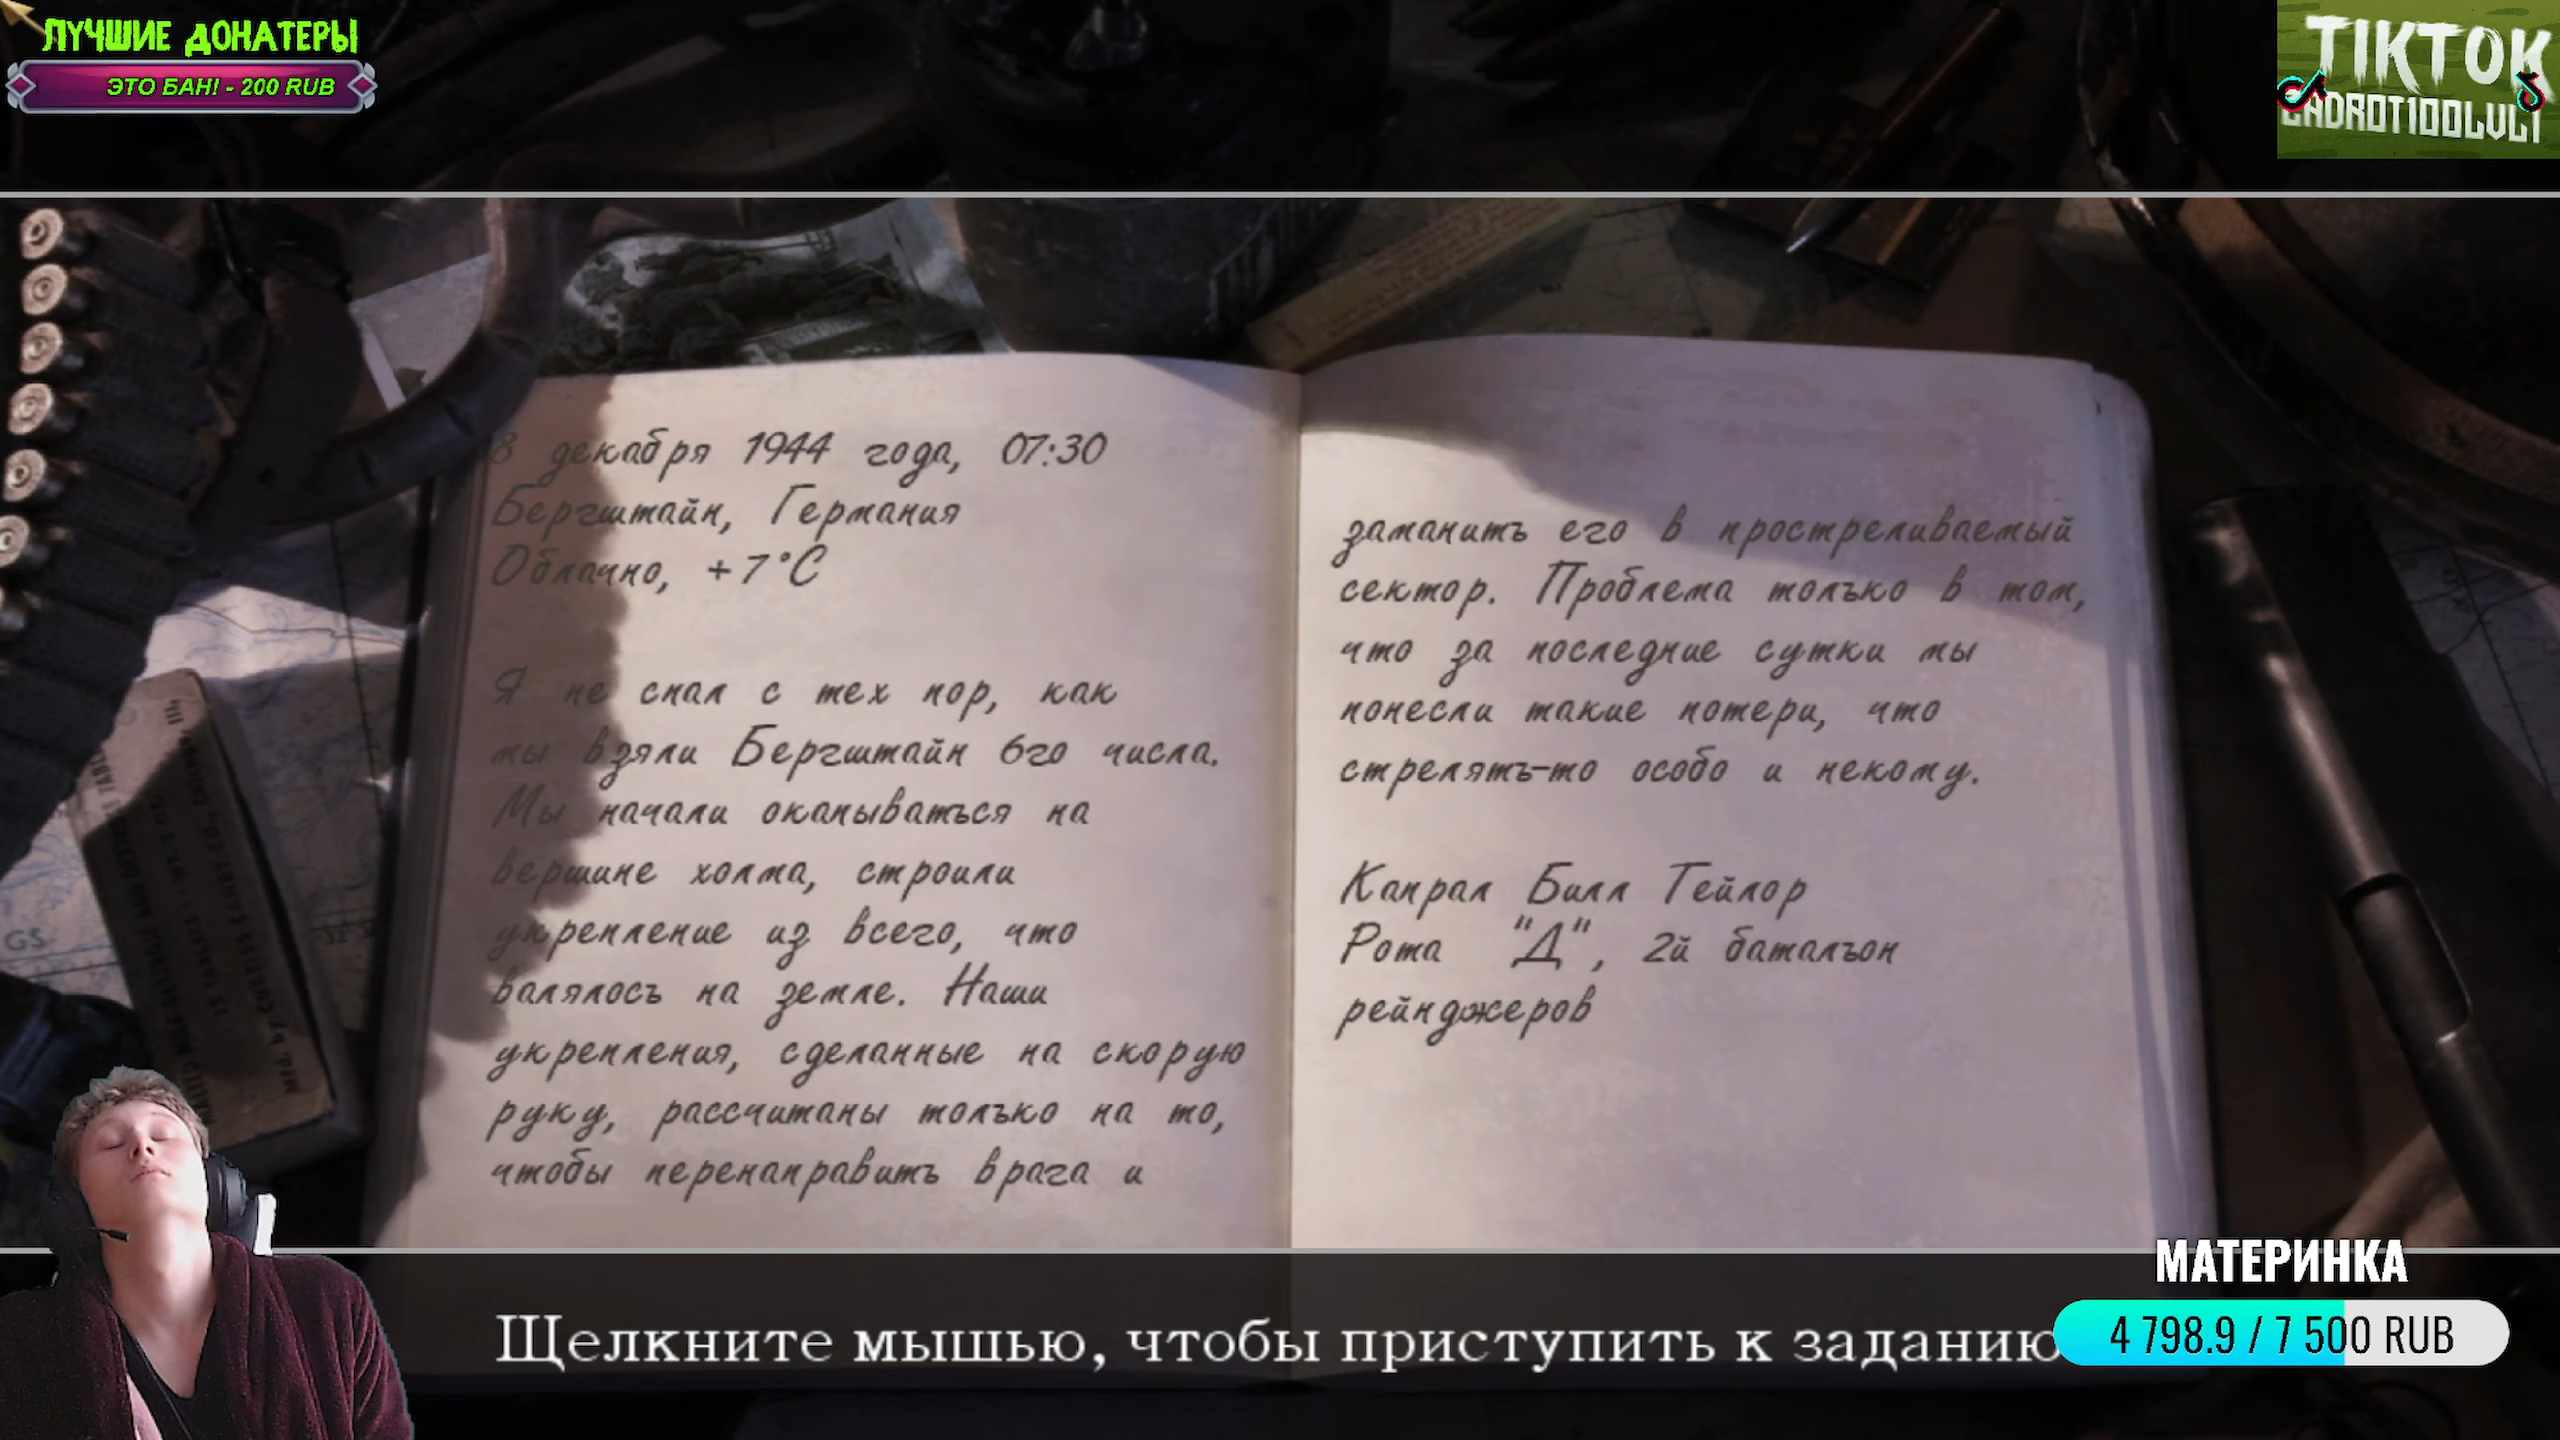 ЛУЧШИЕ ДОНАТЕРЫ
ЭТО БАН! - 200 RUB
TIKTOK
ZADROT100LVL1
8 декабря 1944 года, 07:30
Бергштайн, Германия
Облачно, +7°C
Я не спал с тех пор, как
мы взяли Бергштайн 6го числа.
Мы начали окапываться на
вершине холма, строили
укрепление из всего, что
валялось на земле. Наши
укрепления, сделанные на скорую
руку, рассчитаны только на то,
чтобы перенаправить врага и
заманить его в простреливаемый
сектор. Проблема только в том,
что за последние сутки мы
понесли такие потери, что
стрелять-то особо и некому.
Капрал Билл Тейлор
Рота "Д", 2й батальон
рейнджеров
GS
МАТЕРИНКА
Щелкните мышью, чтобы приступить к заданию
4 798.9 / 7 500 RUB